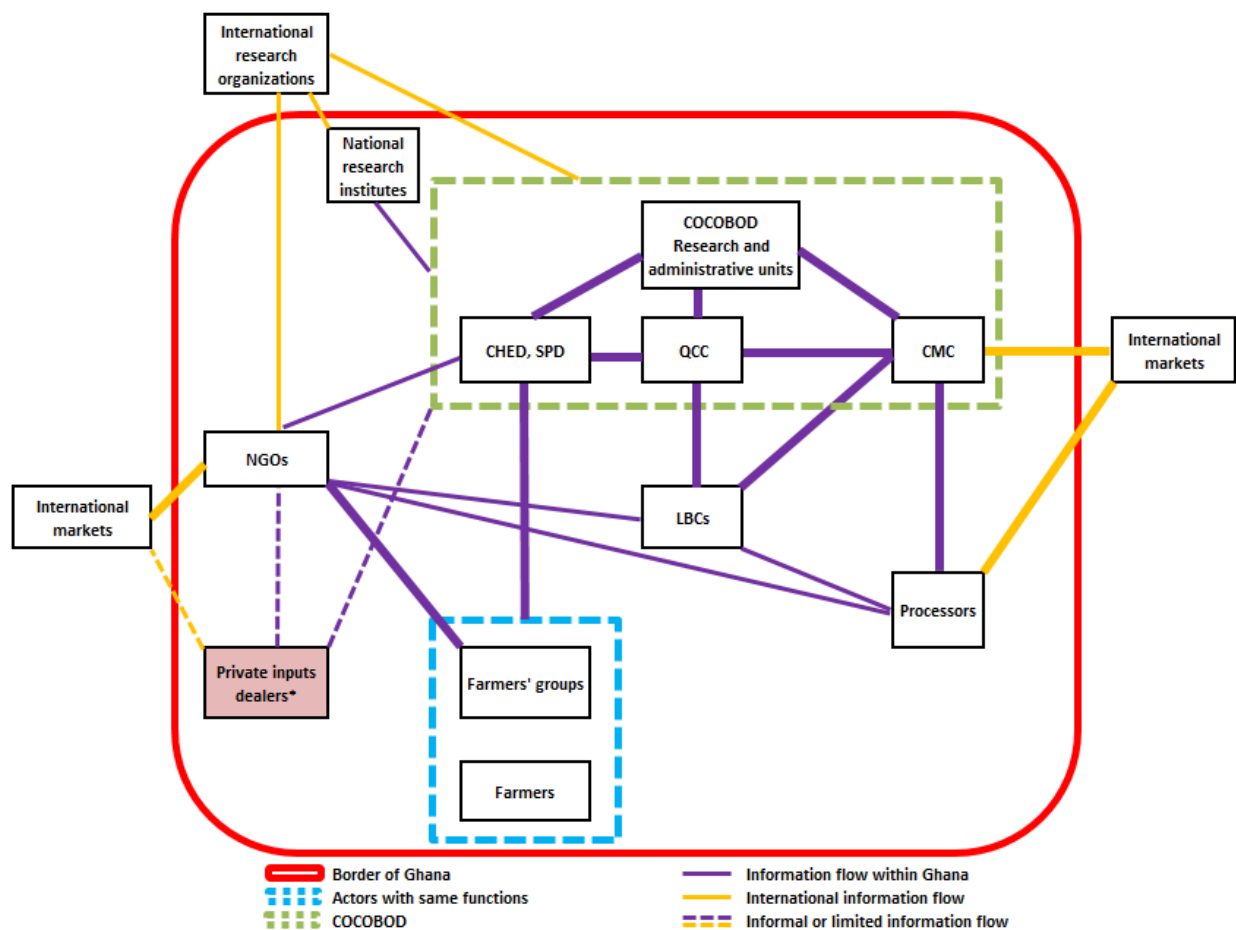 International
research
organizations
National
research
institutes
COCOBOD
Research and
administrative units
CHED, SPD
QCC
CMC
International
markets
NGOs
International
markets
LBCs
Processors
Private inputs
dealers*
Farmers' groups
Farmers
Border of Ghana
Actors with same functions
COCOBOD
Information flow within Ghana
International information flow
Informal or limited information flow